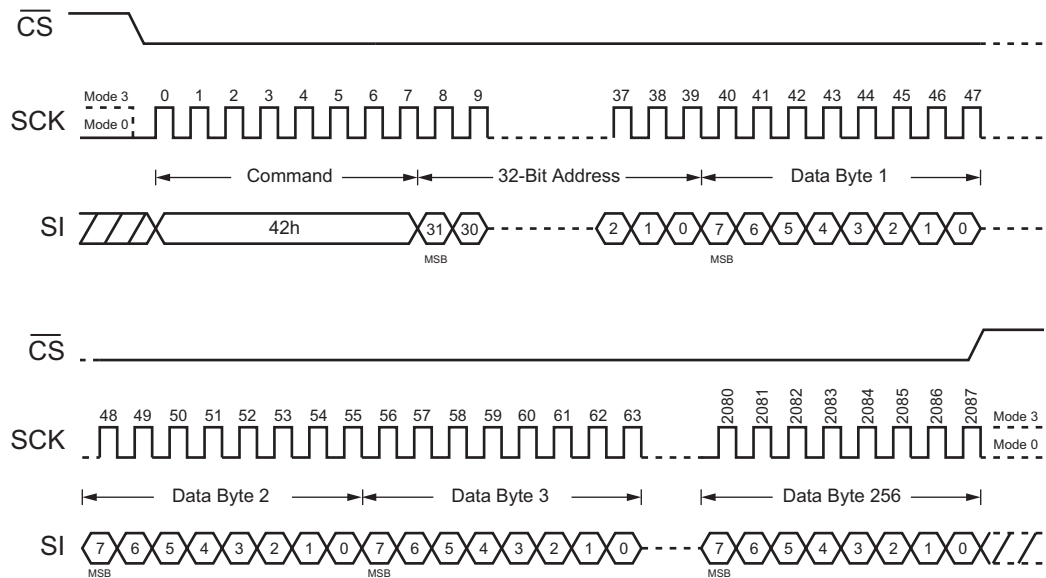 CS
Mode 3
0 1 2 3 4 5 6 7 8 9 37 38 39 40 41 42 43 44 45 46 47
SCK
Mode 0
Command 32-Bit Address Data Byte 1
SI 42h 31 30 2 1 0 7 6 5 4 3 2 1 0
MSB MSB
CS
48 49 50 51 52 53 54 55 56 57 58 59 60 61 62 63 2080 2081 2082 2083 2084 2085 2086 2087
Mode 3
SCK
Mode 0
Data Byte 2 Data Byte 3 Data Byte 256
SI 7 6 5 4 3 2 1 0 7 6 5 4 3 2 1 0 7 6 5 4 3 2 1 0
MSB MSB MSB